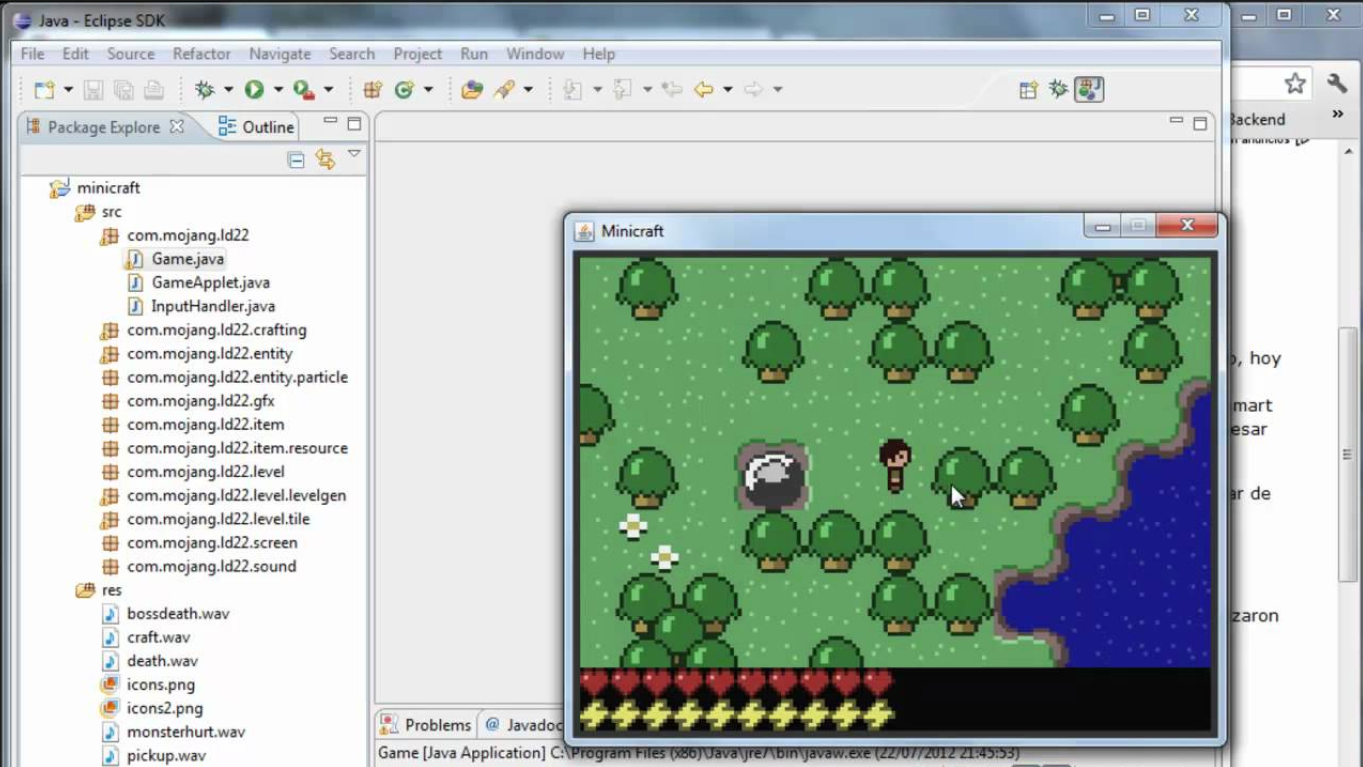 Java - Eclipse SDK
File Edit Source Refactor Navigate Search Project Run Window Help
Package Explore Outline
minicraft
src
com.mojang.ld22
Game.java
GameApplet.java
InputHandler.java
com.mojang.ld22.crafting
com.mojang.ld22.entity
com.mojang.ld22.entity.particle
com.mojang.ld22.gfx
com.mojang.ld22.item
com.mojang.ld22.item.resource
com.mojang.ld22.level
com.mojang.ld22.level.levelgen
com.mojang.ld22.level.tile
com.mojang.ld22.screen
com.mojang.ld22.sound
res
bossdeath.wav
craft.wav
death.wav
icons.png
icons2.png
monsterhurt.wav
pickup.wav
Minicraft
Problems @ Javadoc
Game [Java Application] C:\Program Files (x86)\Java\jre7\bin\javaw.exe (22/07/2012 21:45:53)
Backend
o, hoy
mart
esar
ar de
zaron